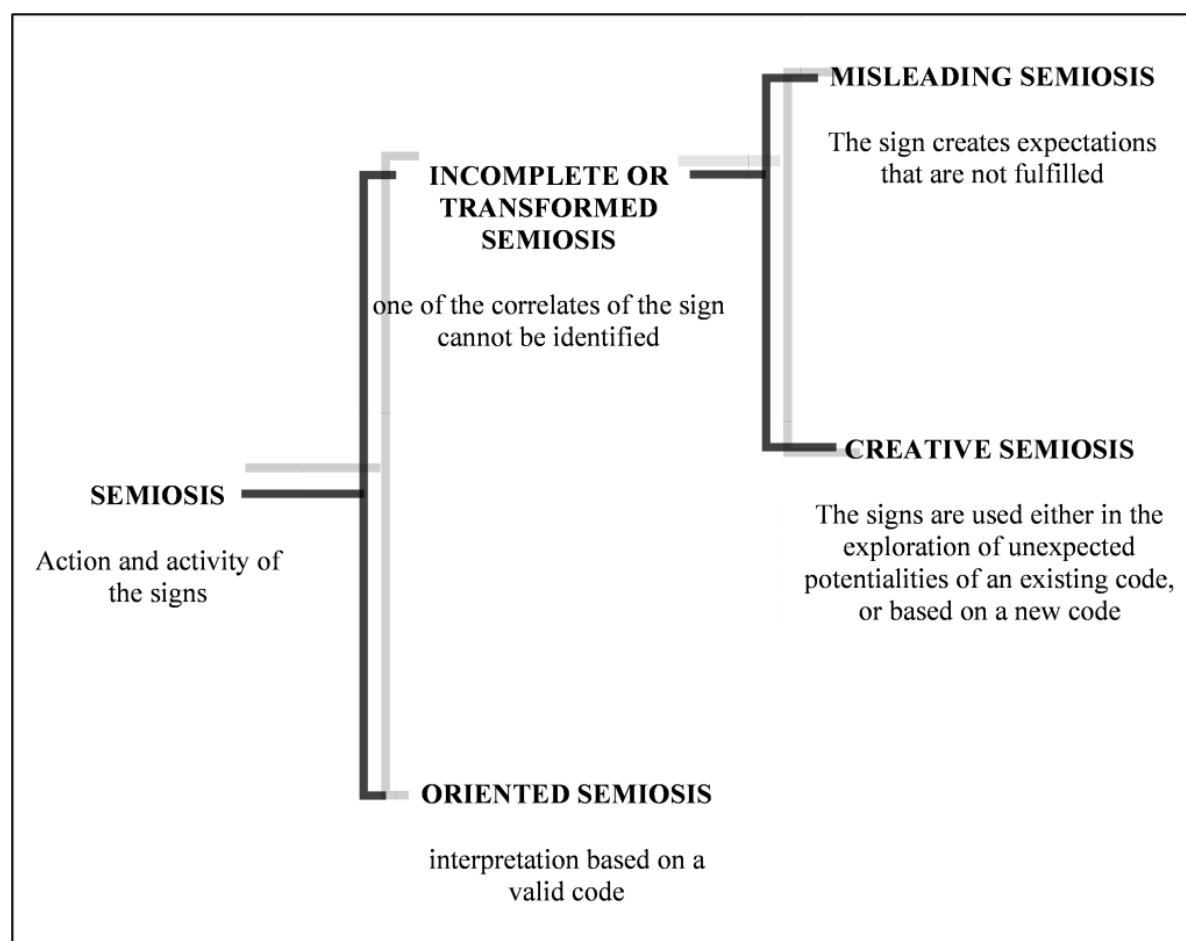 MISLEADING SEMIOSIS
The sign creates expectations
that are not fulfilled
INCOMPLETE OR
TRANSFORMED
SEMIOSIS
one of the correlates of the sign
cannot be identified
CREATIVE SEMIOSIS
The signs are used either in the
exploration of unexpected
potentialities of an existing code,
or based on a new code
SEMIOSIS
Action and activity of
the signs
ORIENTED SEMIOSIS
interpretation based on a
valid code